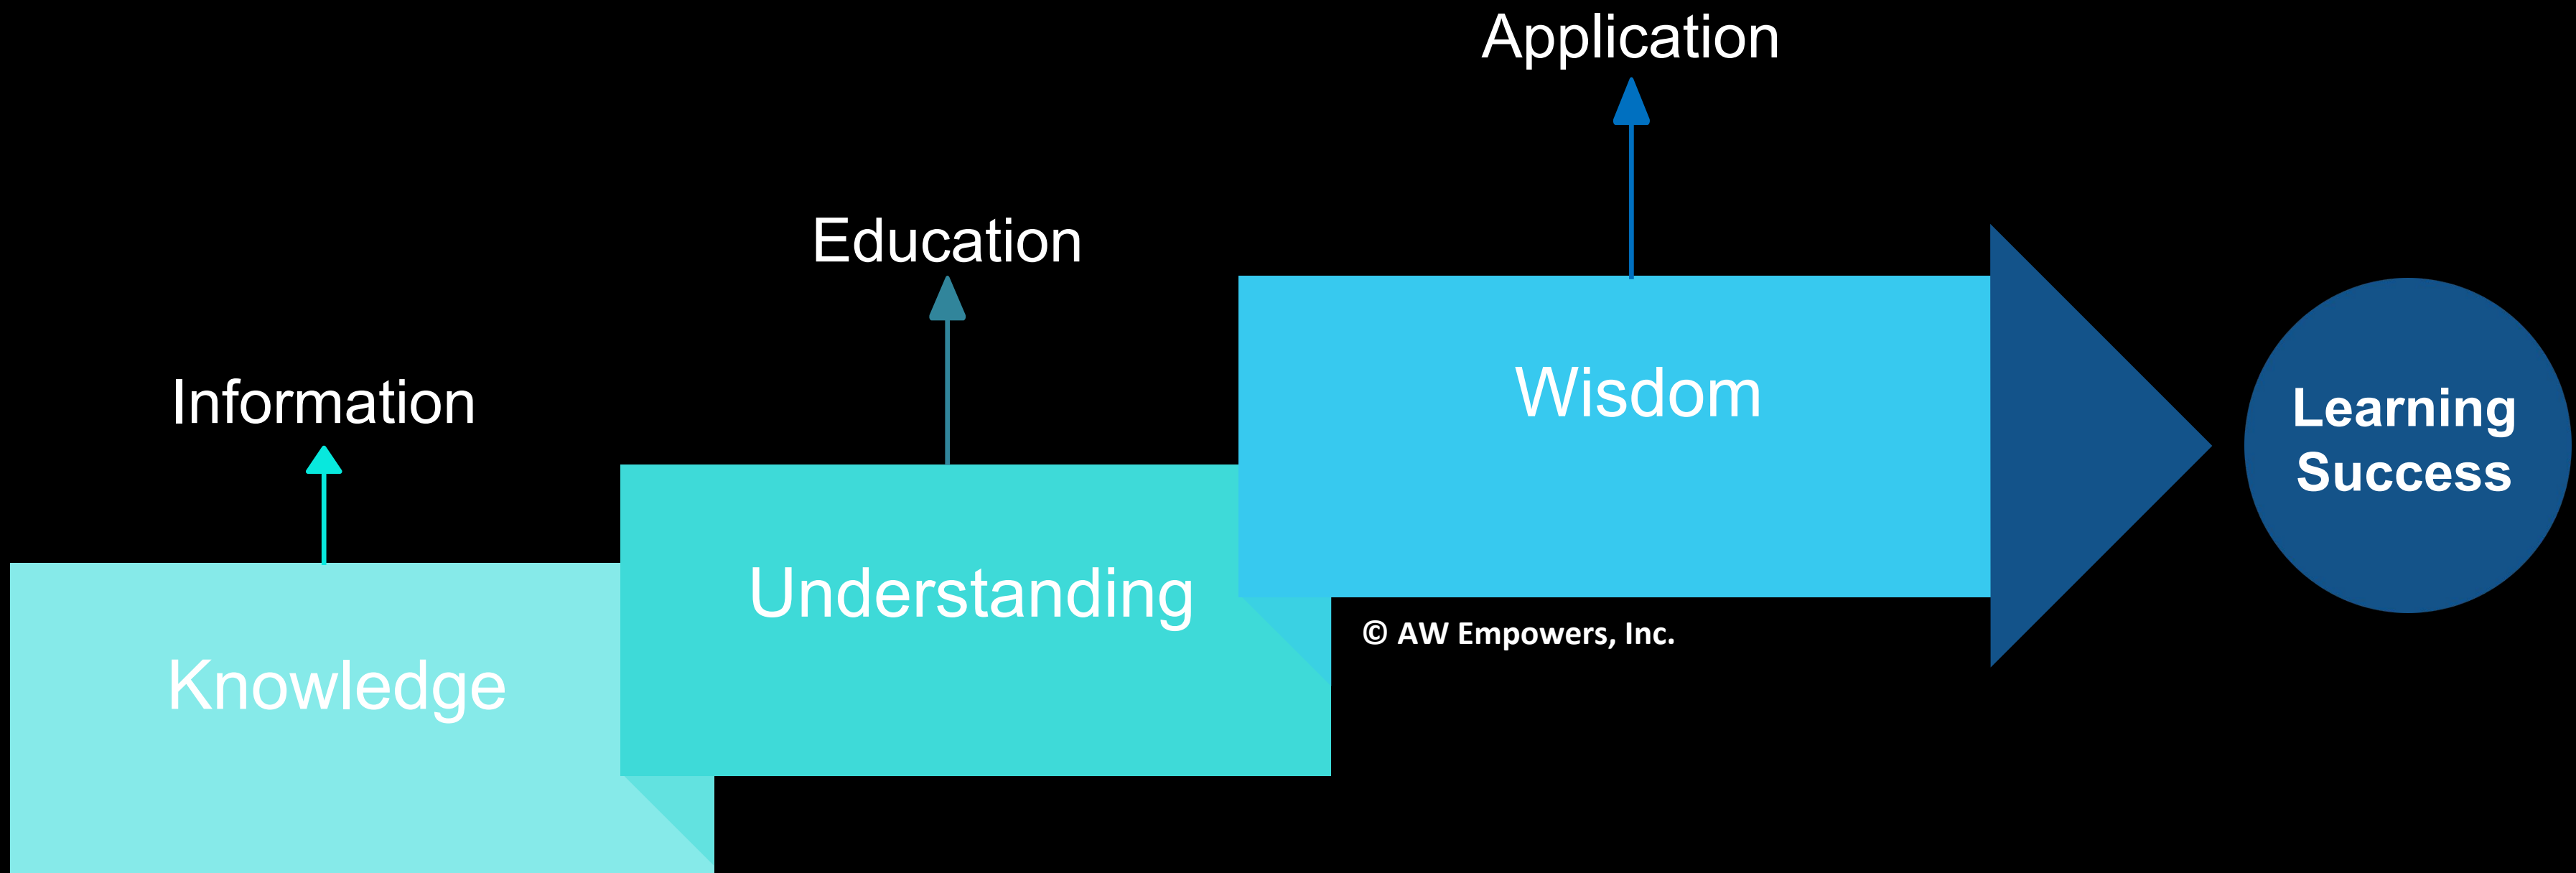 Application
Education
Information
Wisdom
Learning
Success
Understanding
© AW Empowers, Inc.
Knowledge